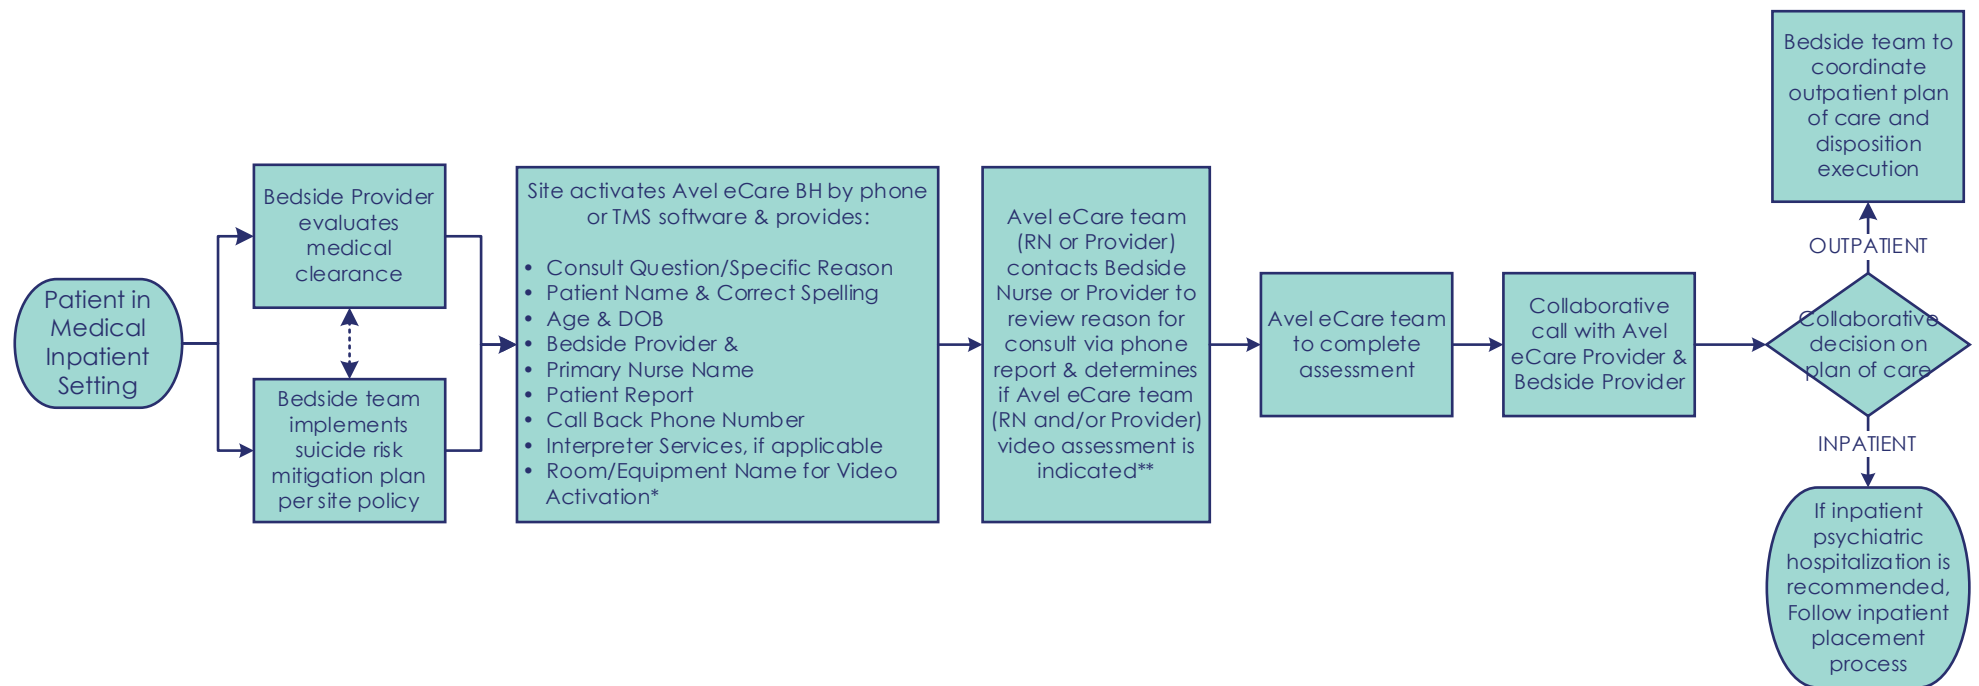 Patient in
Medical
Inpatient
Setting
Bedside Provider
evaluates
medical
clearance
Bedside team
implements
suicide risk
mitigation plan
per site policy
Site activates Avel eCare BH by phone
or TMS software & provides:
• Consult Question/Specific Reason
• Patient Name & Correct Spelling
• Age & DOB
• Bedside Provider &
• Primary Nurse Name
• Patient Report
• Call Back Phone Number
• Interpreter Services, if applicable
• Room/Equipment Name for Video
Activation*
Avel eCare team
(RN or Provider)
contacts Bedside
Nurse or Provider to
review reason for
consult via phone
report & determines
if Avel eCare team
(RN and/or Provider)
video assessment is
indicated**
Avel eCare team
to complete
assessment
Collaborative
call with Avel
eCare Provider &
Bedside Provider
Collaborative
decision on
plan of care
OUTPATIENT
Bedside team to
coordinate
outpatient plan
of care and
disposition
execution
INPATIENT
If inpatient
psychiatric
hospitalization is
recommended,
Follow inpatient
placement
process